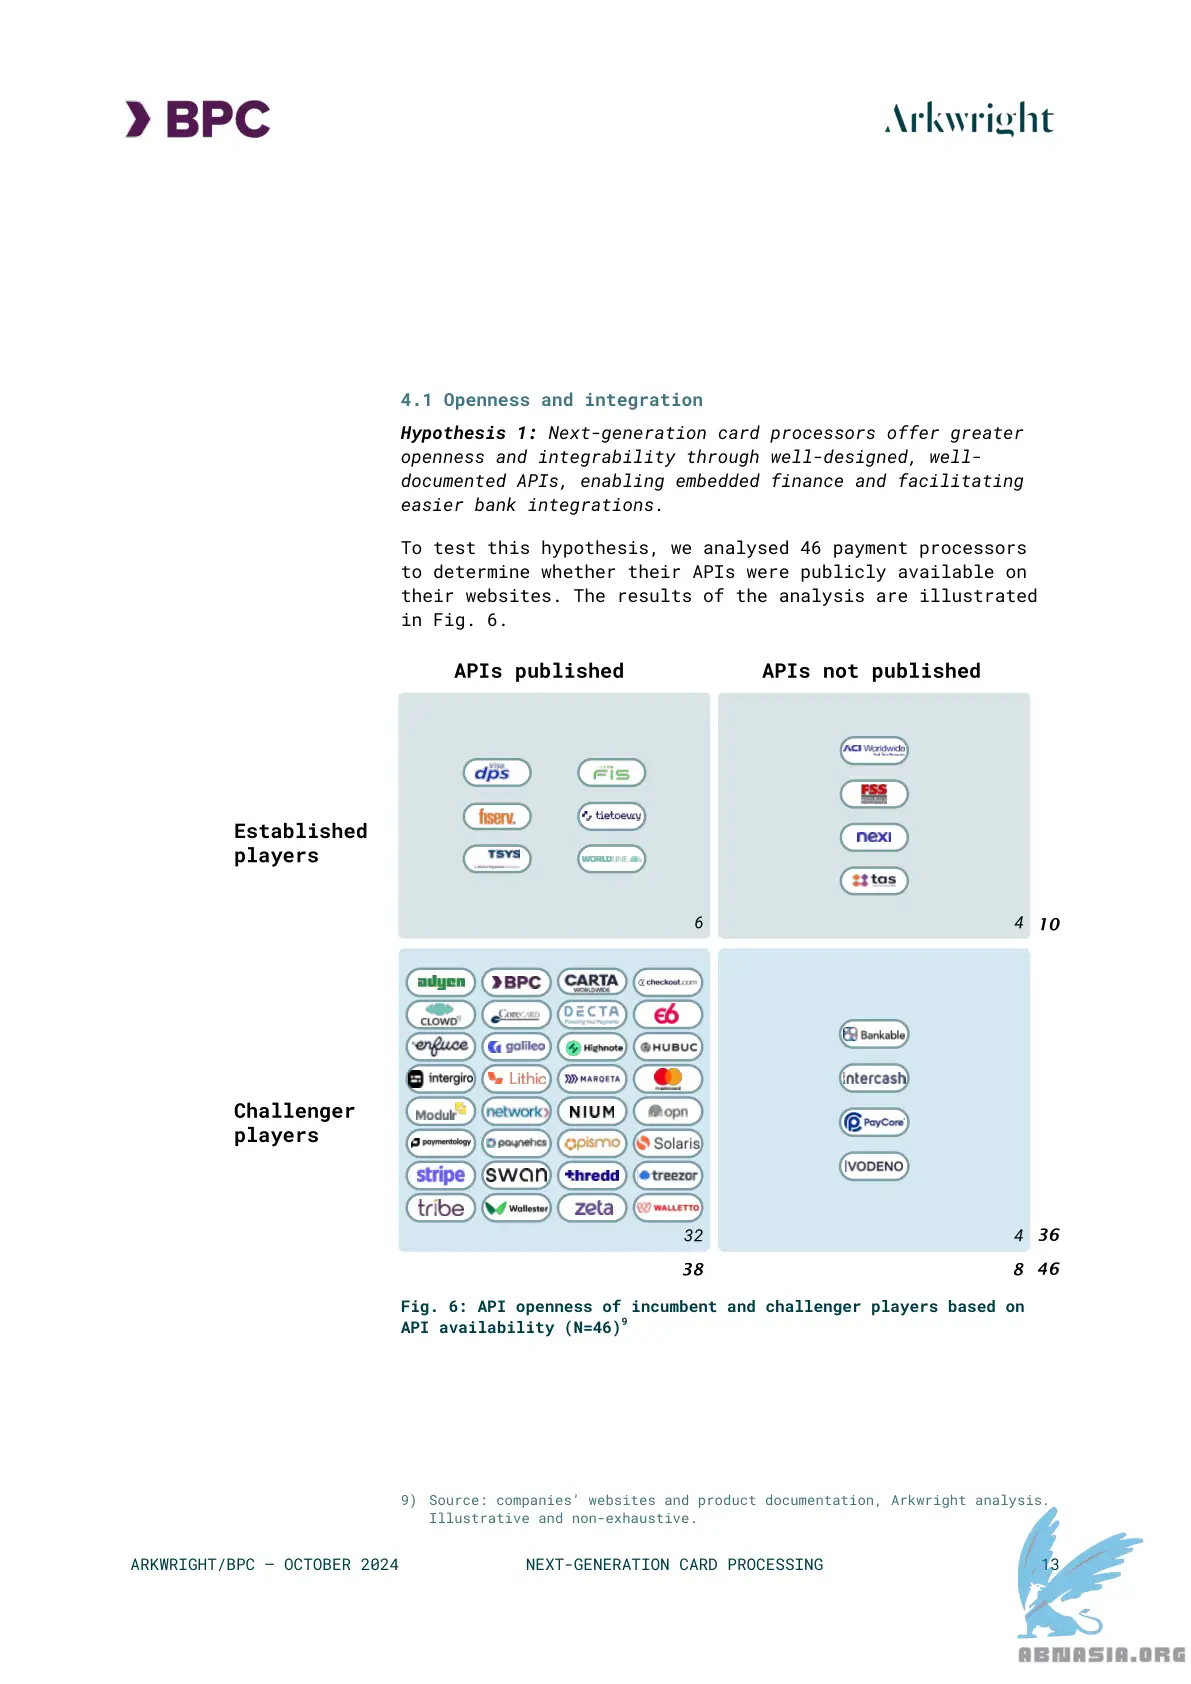 BPC
Arkwright
4.1 Openness and integration
Hypothesis 1: Next-generation card processors offer greater
openness and integrability through well-designed, well-
documented APIs, enabling embedded finance and facilitating
easier bank integrations.
To test this hypothesis, we analysed 46 payment processors
to determine whether their APIs were publicly available on
their websites. The results of the analysis are illustrated
in Fig. 6.
APIs published
APIs not published
Established
players
visa
dps
FIS
fiserv.
tietoevry
TSYS
WORLDLINE
6
ACI Worldwide
FSS
nexi
tas
4
10
Challenger
players
adyen
BPC
CARTA
WORLDWIDE
checkout.com
CLOWD9
CORECARD
DECTA
Powering Your Payments
E6
enfuce
galileo
Highnote
HUBUC
intergiro
Lithic
MARQETA
mastercard
Modulr
network
NIUM
opn
paymentology
paynetics
pismo
Solaris
stripe
swan
thredd
treezor
tribe
Wallester
zeta
WALLETTO
32
Bankable
intercash
PayCore
VODENO
4
36
38
8
46
Fig. 6: API openness of incumbent and challenger players based on
API availability (N=46)9
9) Source: companies’ websites and product documentation, Arkwright analysis.
Illustrative and non-exhaustive.
ARKWRIGHT/BPC – OCTOBER 2024
NEXT-GENERATION CARD PROCESSING
13
ABNASIA.ORG